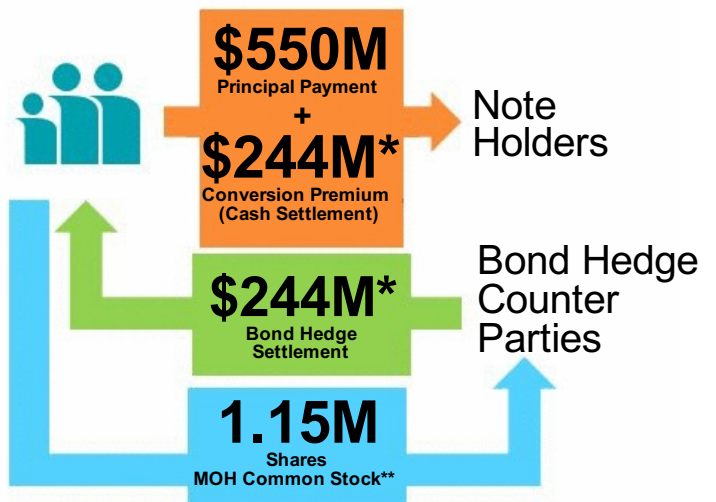 $550M
Principal Payment
+
$244M*
Conversion Premium
(Cash Settlement)
Note
Holders
$244M*
Bond Hedge
Settlement
Bond Hedge
Counter
Parties
1.15M
Shares
MOH Common Stock**